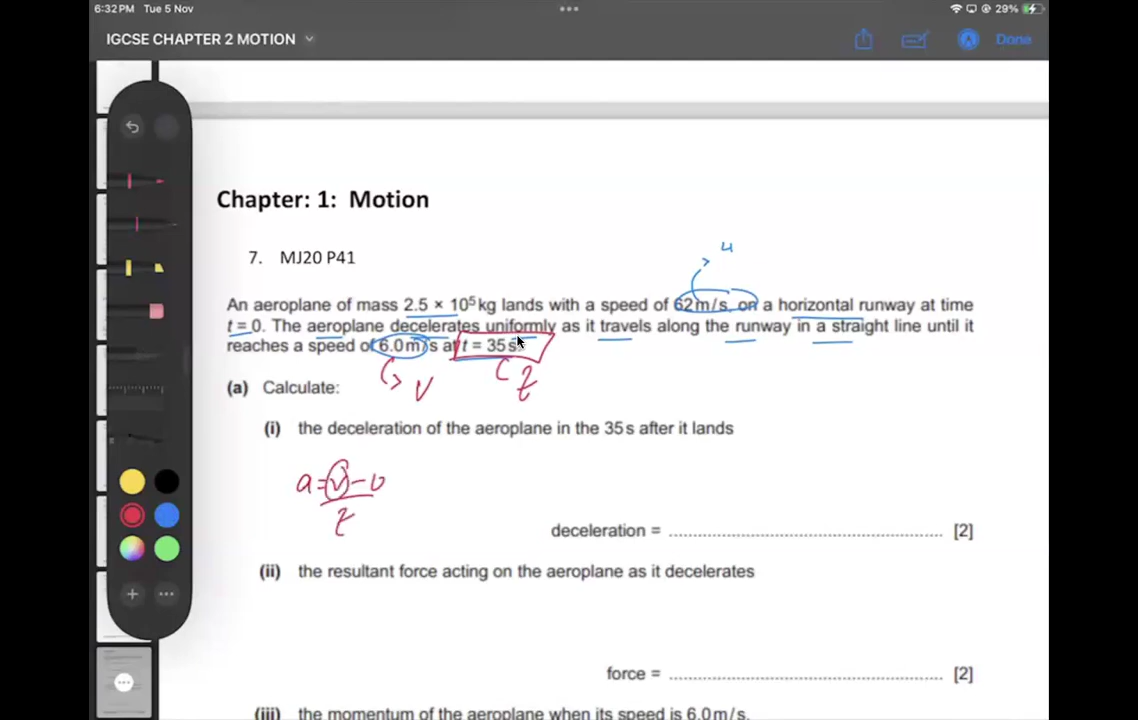 6:32 PM Tue 5 Nov
29%
IGCSE CHAPTER 2 MOTION
Done
Chapter: 1: Motion
7. MJ20 P41
u
An aeroplane of mass 2.5 × 10⁵ kg lands with a speed of 62 m/s. on a horizontal runway at time
t = 0. The aeroplane decelerates uniformly as it travels along the runway in a straight line until it
reaches a speed of 6.0 m/s at t = 35 s.
V t
(a) Calculate:
(i) the deceleration of the aeroplane in the 35 s after it lands
a = v - u
t
deceleration = ........................................................ [2]
(ii) the resultant force acting on the aeroplane as it decelerates
force = ........................................................ [2]
(iii) the momentum of the aeroplane when its speed is 6.0 m/s.